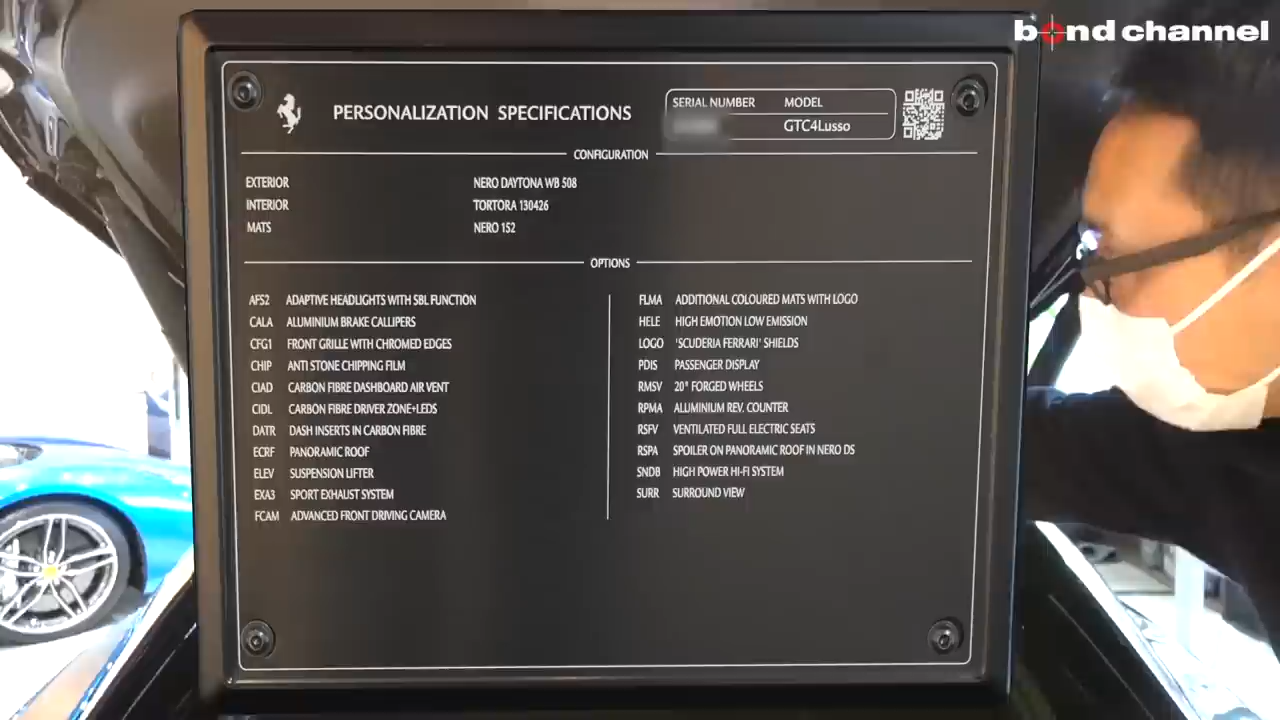 bond channel
PERSONALIZATION SPECIFICATIONS
SERIAL NUMBER MODEL
GTC4Lusso
CONFIGURATION
EXTERIOR NERO DAYTONA WB 508
INTERIOR TORTORA 130426
MATS NERO 152
OPTIONS
AFS2 ADAPTIVE HEADLIGHTS WITH SBL FUNCTION
CALA ALUMINIUM BRAKE CALLIPERS
CFG1 FRONT GRILLE WITH CHROMED EDGES
CHIP ANTI STONE CHIPPING FILM
CIAD CARBON FIBRE DASHBOARD AIR VENT
CIDL CARBON FIBRE DRIVER ZONE+LEDS
DATR DASH INSERTS IN CARBON FIBRE
ECRF PANORAMIC ROOF
ELEV SUSPENSION LIFTER
EXA3 SPORT EXHAUST SYSTEM
FCAM ADVANCED FRONT DRIVING CAMERA
FLMA ADDITIONAL COLOURED MATS WITH LOGO
HELE HIGH EMOTION LOW EMISSION
LOGO 'SCUDERIA FERRARI' SHIELDS
PDIS PASSENGER DISPLAY
RMSV 20" FORGED WHEELS
RPMA ALUMINIUM REV. COUNTER
RSFV VENTILATED FULL ELECTRIC SEATS
RSPA SPOILER ON PANORAMIC ROOF IN NERO DS
SNDB HIGH POWER HI-FI SYSTEM
SURR SURROUND VIEW